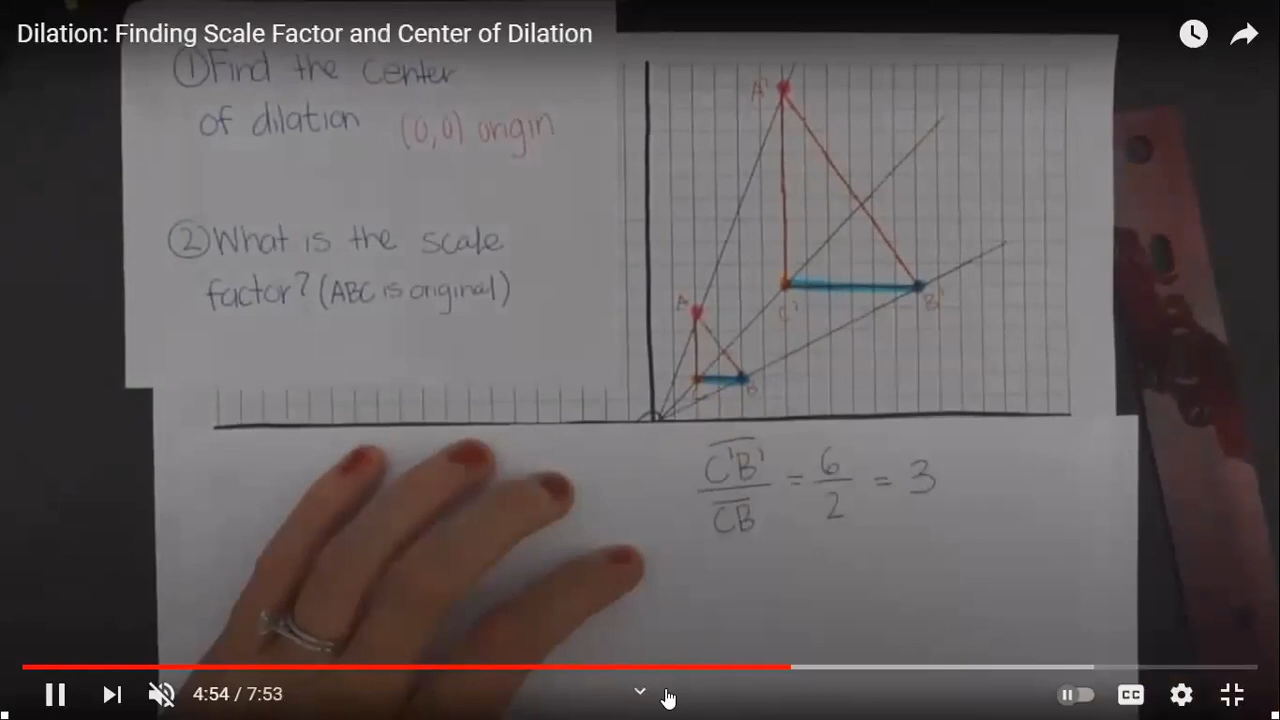 Dilation: Finding Scale Factor and Center of Dilation
①Find the center
of dilation (0,0) origin
②What is the scale
factor? (ABC is original)
A'
A
C'
B'
B
C'B'
CB
= 6/2 = 3
4:54 / 7:53
CC